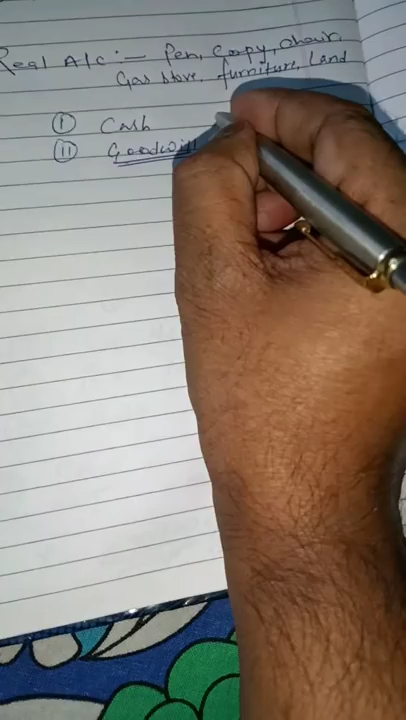 Real A/c :- Pen, Copy, chair,
Gas stove, furniture, Land
(i) Cash
(ii) Goodwill